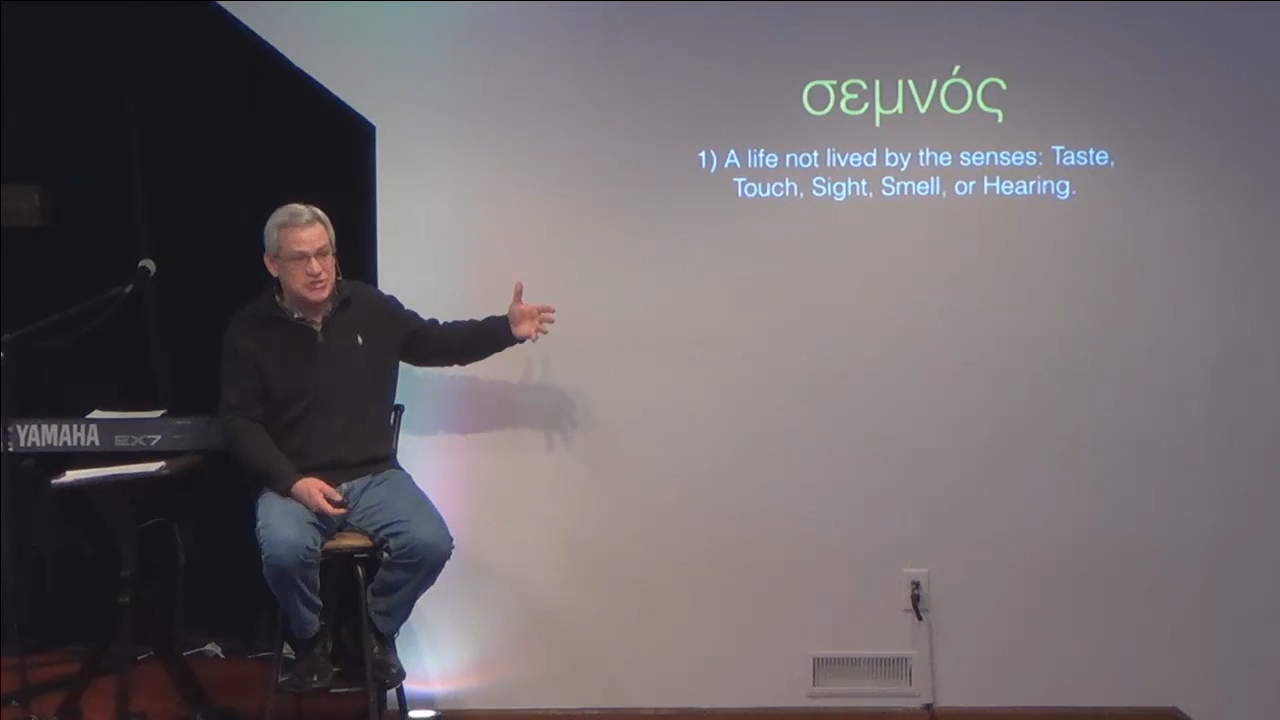 σεμνός
1) A life not lived by the senses: Taste,
Touch, Sight, Smell, or Hearing.
YAMAHA EX7